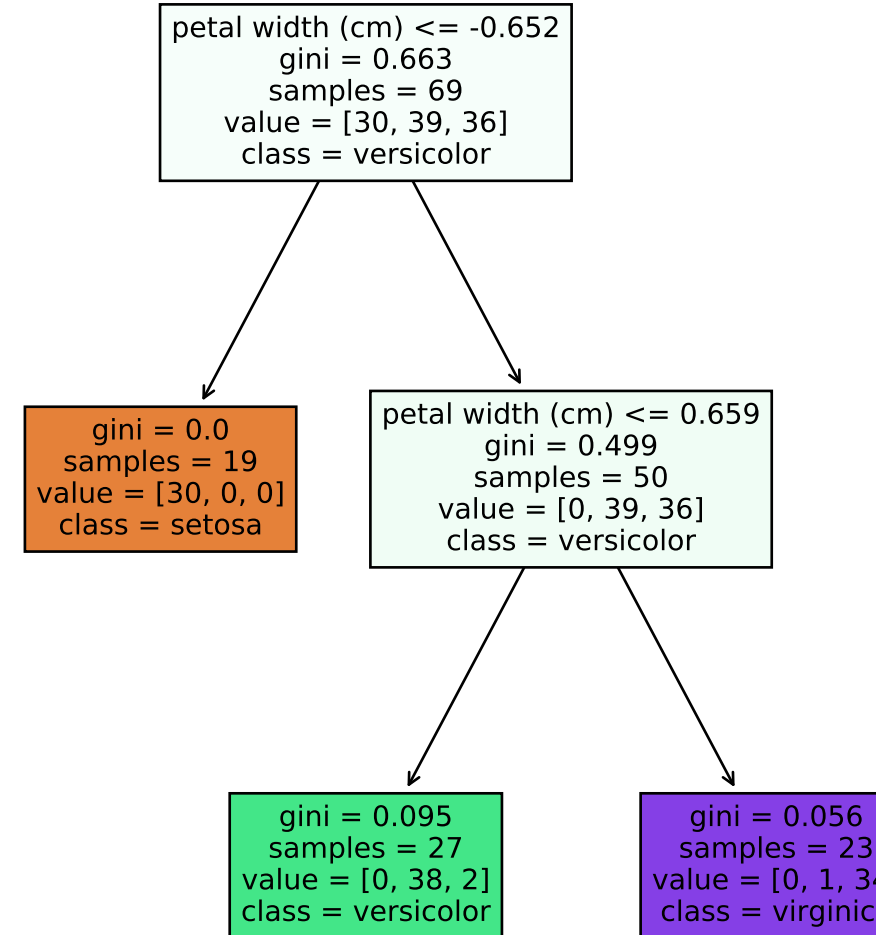 petal width (cm) <= -0.652
gini = 0.663
samples = 69
value = [30, 39, 36]
class = versicolor
gini = 0.0
samples = 19
value = [30, 0, 0]
class = setosa
petal width (cm) <= 0.659
gini = 0.499
samples = 50
value = [0, 39, 36]
class = versicolor
gini = 0.095
samples = 27
value = [0, 38, 2]
class = versicolor
gini = 0.056
samples = 23
value = [0, 1, 34
class = virginic